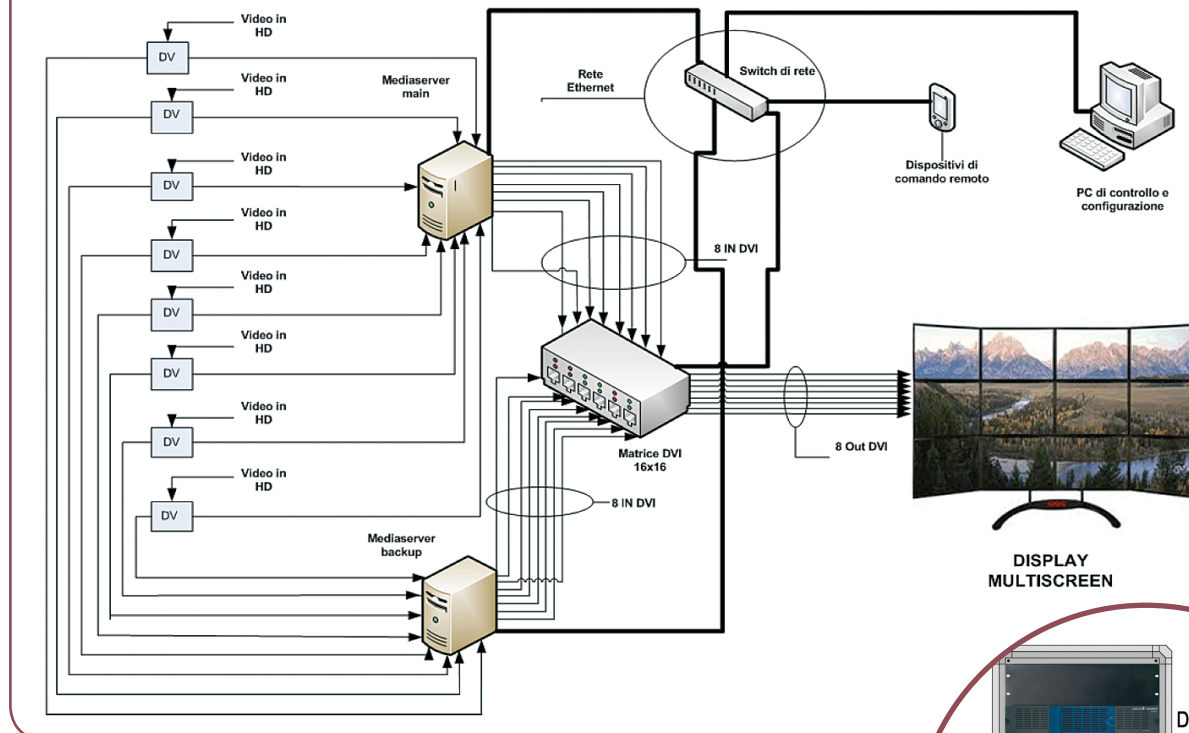 Video in
HD
DV
Video in
HD
DV
Video in
HD
DV
Video in
HD
DV
Video in
HD
DV
Video in
HD
DV
Video in
HD
DV
Video in
HD
DV
Mediaserver
main
Rete
Ethernet
Switch di rete
Dispositivi di
comando remoto
PC di controllo e
configurazione
8 IN DVI
Matrice DVI
16x16
8 Out DVI
8 IN DVI
Mediaserver
backup
DISPLAY
MULTISCREEN
D